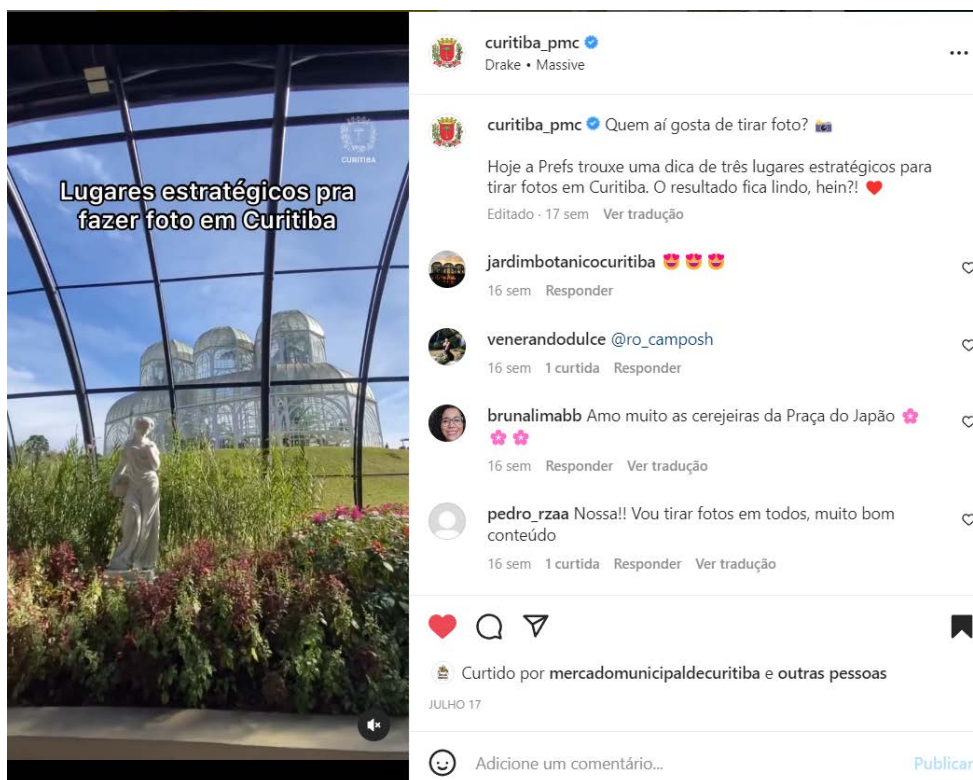 CURITIBA
Lugares estratégicos pra
fazer foto em Curitiba
curitiba_pmc
Drake • Massive
curitiba_pmc Quem aí gosta de tirar foto? 📸
Hoje a Prefs trouxe uma dica de três lugares estratégicos para
tirar fotos em Curitiba. O resultado fica lindo, hein?! ♥️
Editado · 17 sem Ver tradução
jardimbotanicocuritiba 😍😍😍
16 sem Responder
venerandodulce @ro_camposh
16 sem 1 curtida Responder
brunalimabb Amo muito as cerejeiras da Praça do Japão 🌸
🌸🌸
16 sem Responder Ver tradução
pedro_rzaa Nossa!! Vou tirar fotos em todos, muito bom
conteúdo
16 sem 1 curtida Responder Ver tradução
Curtido por mercadomunicipaldecuritiba e outras pessoas
JULHO 17
Adicione um comentário... Publicar